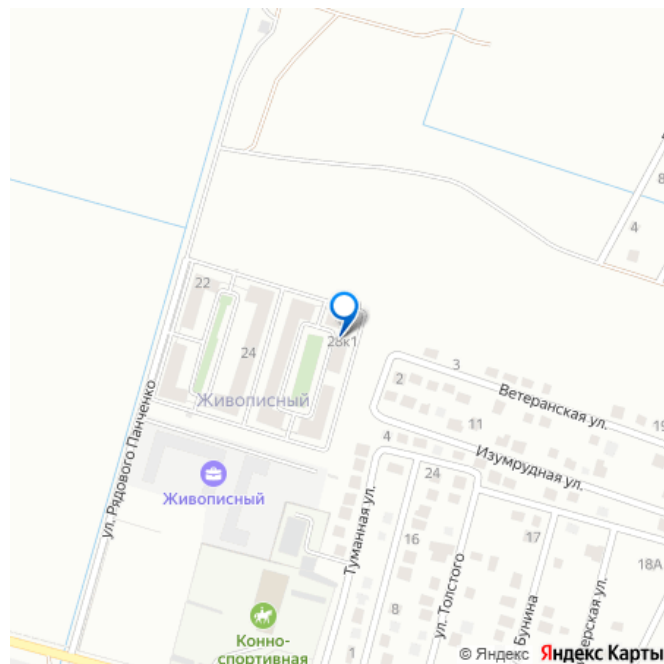 8
4
22
28к1
24
Живописный
ул. Рядового Панченко
3
2
Ветеранская ул.
19
11
4
Изумрудная ул.
24
Живописный
Туманная ул.
16
17
18А
ул. Толстого
8
Бунина
1
Конно-
спортивная
© Яндекс Яндекс Карты